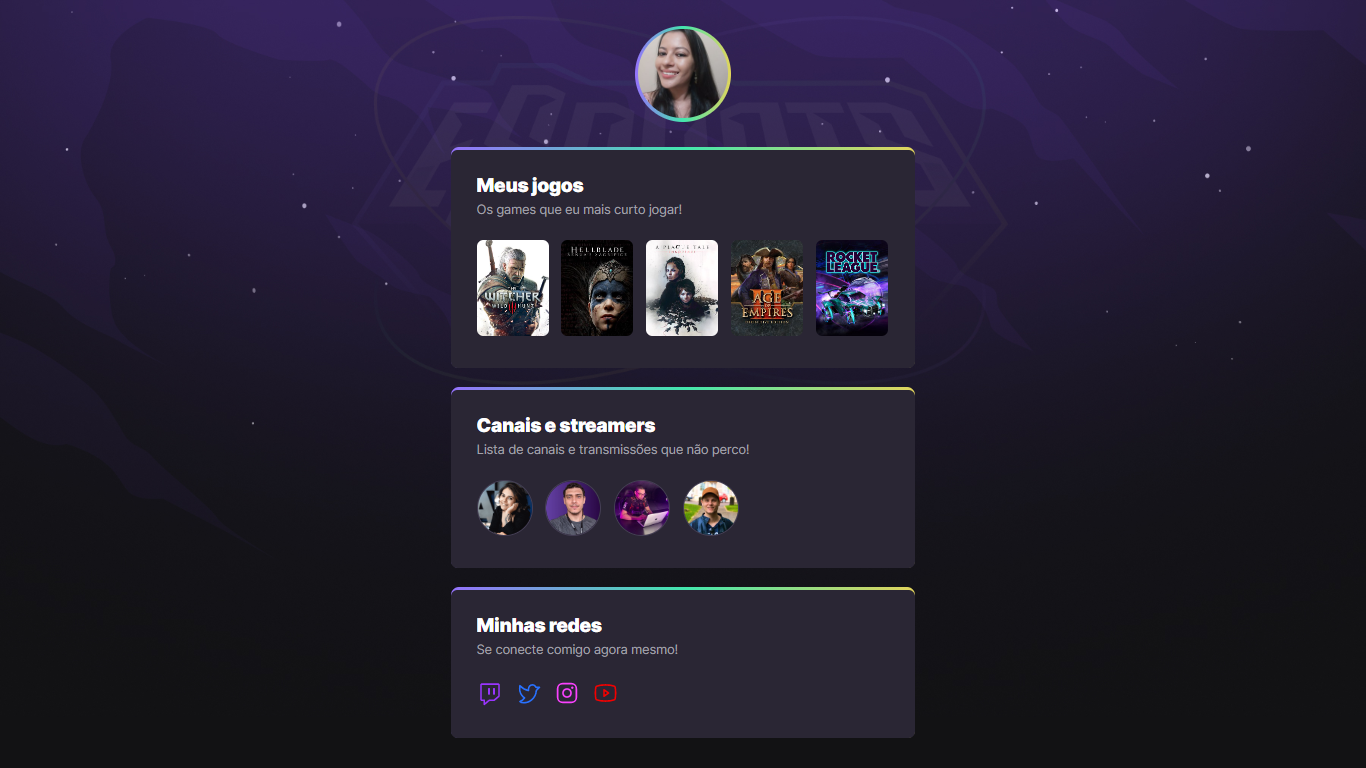 ESPORTS
Meus jogos
Os games que eu mais curto jogar!
THE
WITCHER
WILD HUNT
HELLBLADE
SENUA'S SACRIFICE
A PLAGUE TALE
AGE
OF
EMPIRES
III
ROCKET
LEAGUE
Canais e streamers
Lista de canais e transmissões que não perco!
Minhas redes
Se conecte comigo agora mesmo!